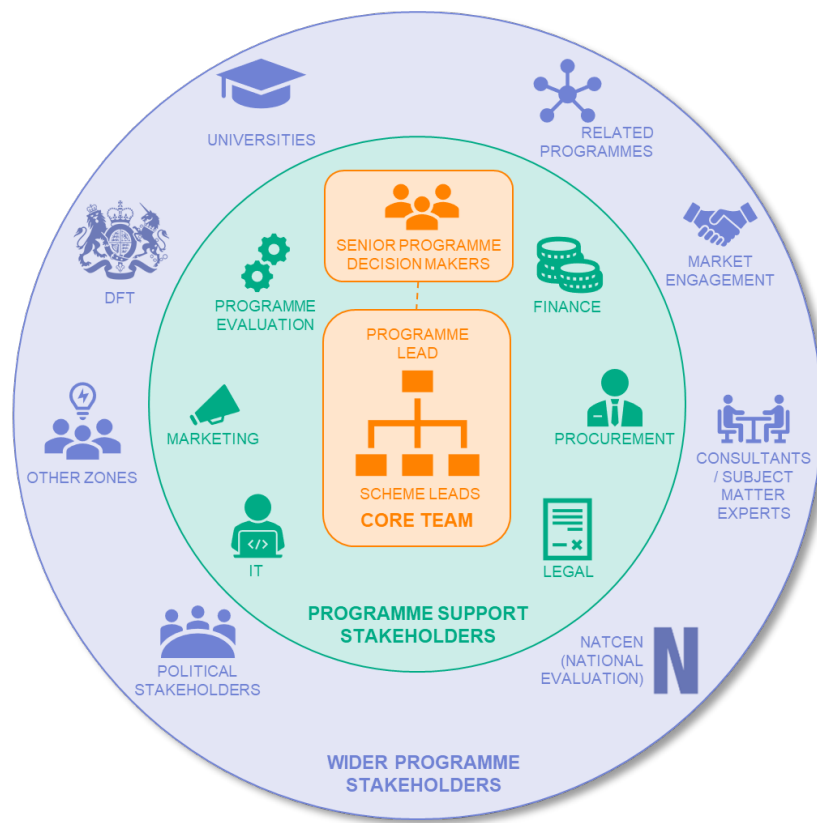 UNIVERSITIES
RELATED
PROGRAMMES
SENIOR PROGRAMME
DECISION MAKERS
MARKET
ENGAGEMENT
DFT
PROGRAMME
EVALUATION
FINANCE
PROGRAMME
LEAD
MARKETING
PROCUREMENT
OTHER ZONES
CONSULTANTS
/ SUBJECT
MATTER
EXPERTS
SCHEME LEADS
CORE TEAM
IT
LEGAL
PROGRAMME SUPPORT
STAKEHOLDERS
POLITICAL
STAKEHOLDERS
NATCEN
(NATIONAL
EVALUATION)
N
WIDER PROGRAMME
STAKEHOLDERS